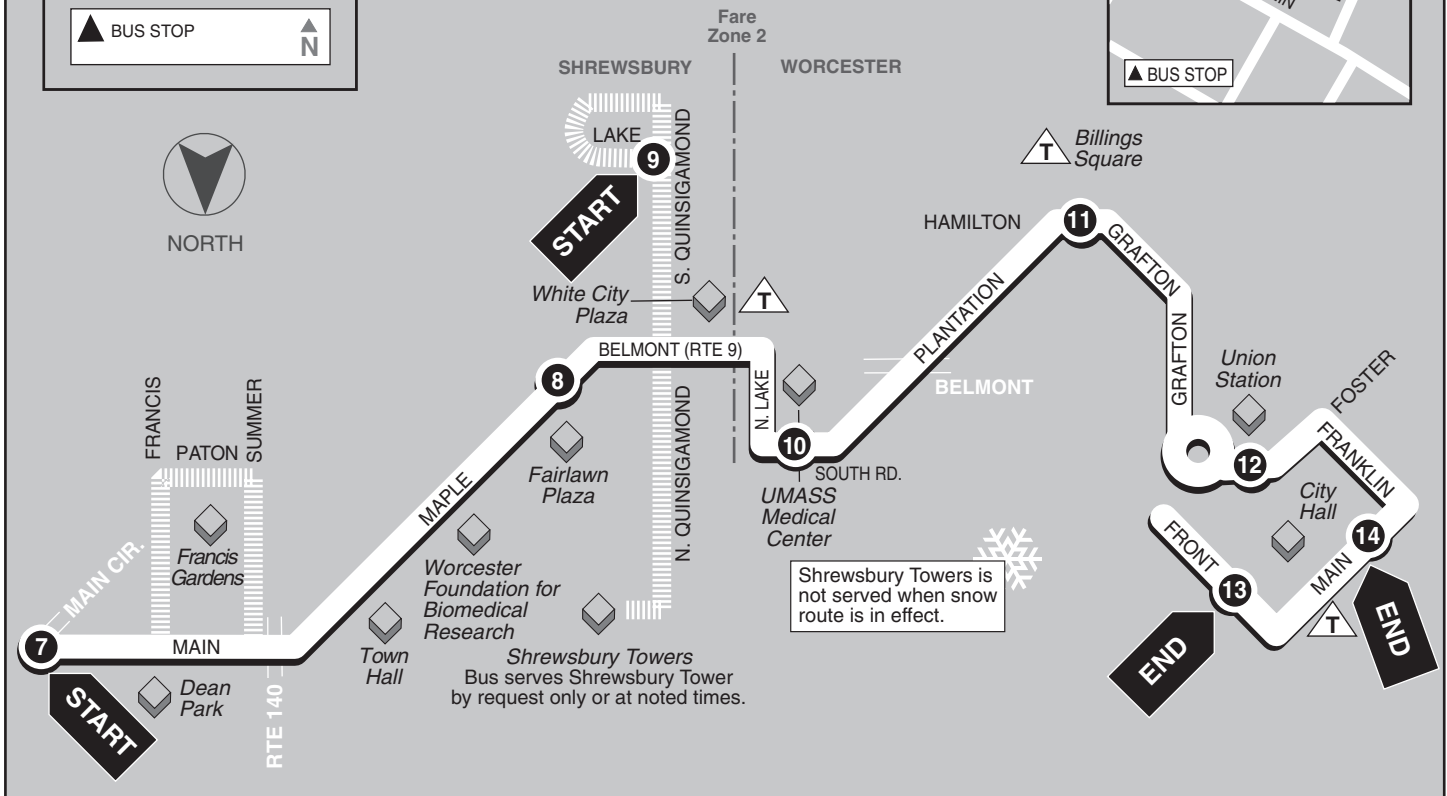 BUS STOP
N
Fare
Zone 2
SHREWSBURY
WORCESTER
BUS STOP
NORTH
LAKE
9
START
S. QUINSIGAMOND
White City
Plaza
T
T
Billings
Square
HAMILTON
11
GRAFTON
GRAFTON
PLANTATION
BELMONT
BELMONT (RTE 9)
8
N. LAKE
10
SOUTH RD.
UMASS
Medical
Center
Union
Station
12
FOSTER
FRANKLIN
City
Hall
14
MAIN
T
END
13
FRONT
END
FRANCIS
PATON
SUMMER
Francis
Gardens
MAIN CIR.
7
MAIN
START
Dean
Park
RTE 140
MAPLE
Fairlawn
Plaza
Worcester
Foundation for
Biomedical
Research
Town
Hall
N. QUINSIGAMOND
Shrewsbury Towers
Bus serves Shrewsbury Tower
by request only or at noted times.
Shrewsbury Towers is
not served when snow
route is in effect.